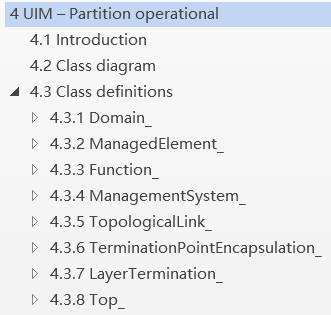 4 UIM – Partition operational
4.1 Introduction
4.2 Class diagram
4.3 Class definitions
4.3.1 Domain_
4.3.2 ManagedElement_
4.3.3 Function_
4.3.4 ManagementSystem_
4.3.5 TopologicalLink_
4.3.6 TerminationPointEncapsulation_
4.3.7 LayerTermination_
4.3.8 Top_